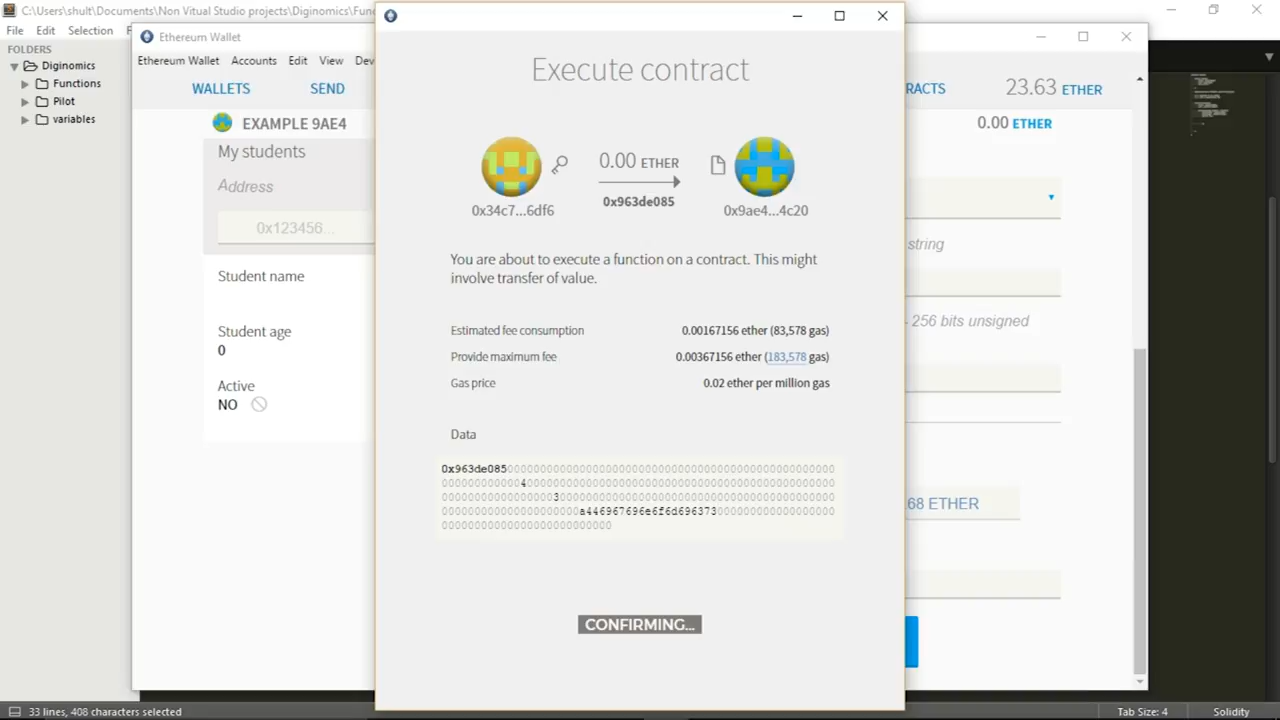 C:\Users\shult\Documents\Non Vitual Studio projects\Diginomics\Func
File Edit Selection F
FOLDERS
Diginomics
Functions
Pilot
variables
Ethereum Wallet
Ethereum Wallet Accounts Edit View Dev
WALLETS SEND
RACTS 23.63 ETHER
EXAMPLE 9AE4
0.00 ETHER
My students
Address
0x123456...
Student name
Student age
0
Active
NO
string
- 256 bits unsigned
.68 ETHER
Execute contract
0.00 ETHER
0x963de085
0x34c7...6df6
0x9ae4...4c20
You are about to execute a function on a contract. This might
involve transfer of value.
Estimated fee consumption 0.00167156 ether (83,578 gas)
Provide maximum fee 0.00367156 ether (183,578 gas)
Gas price 0.02 ether per million gas
Data
CONFIRMING...
33 lines, 408 characters selected
Tab Size: 4 Solidity